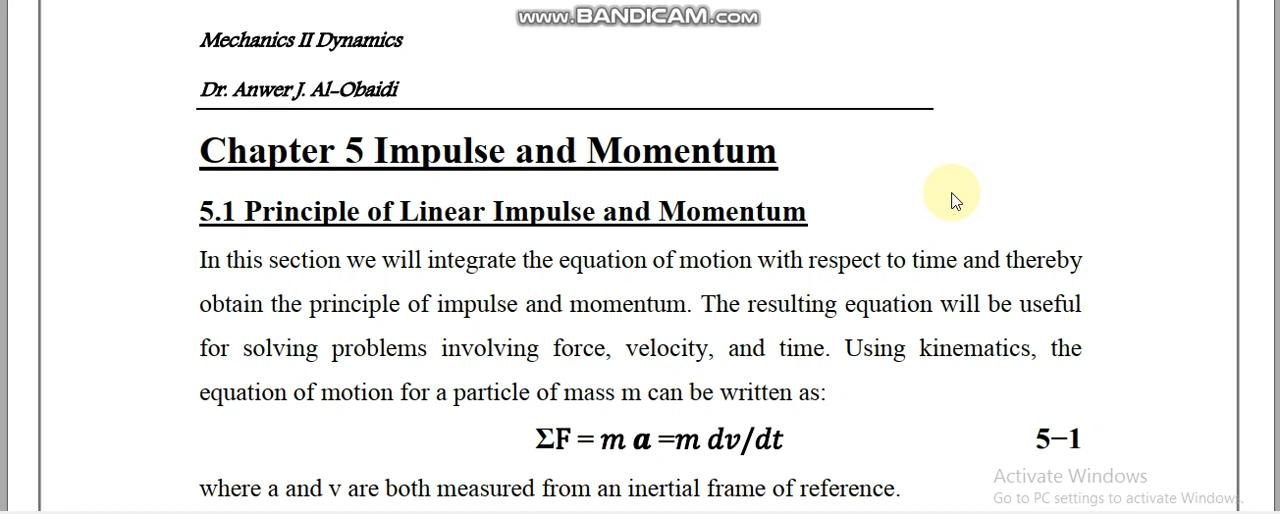 www.BANDICAM.com
Mechanics II Dynamics
Dr. Anwer J. Al-Obaidi
Chapter 5 Impulse and Momentum
5.1 Principle of Linear Impulse and Momentum
In this section we will integrate the equation of motion with respect to time and thereby
obtain the principle of impulse and momentum. The resulting equation will be useful
for solving problems involving force, velocity, and time. Using kinematics, the
equation of motion for a particle of mass m can be written as:
ΣF = m a =m dv/dt 5−1
where a and v are both measured from an inertial frame of reference.
Activate Windows
Go to PC settings to activate Windows.